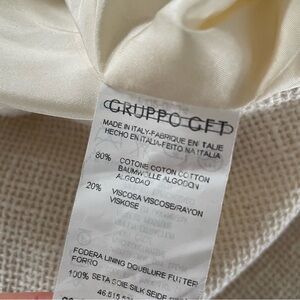 GRUPPO GFT
MADE IN ITALY-FABRIQUE EN ITALIE
HECHO EN ITALIA-FEITO NA ITALIA
80% COTONE COTON COTTON
BAUMWOLLE ALGODON
ALGODAO
20% VISCOSA VISCOSE/RAYON
VISKOSE
FODERA LINING DOUBLURE FUTTER
FORRO
100% SETA SOIE SILK SEIDE